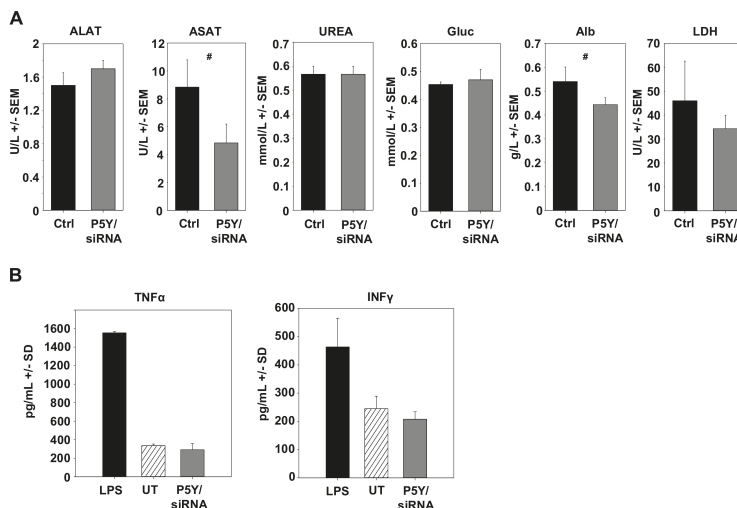 A
ALAT
U/L +/- SEM
2
1.6
1.2
0.8
0.4
0
Ctrl
P5Y/
siRNA
ASAT
#
U/L +/- SEM
12
10
8
6
4
2
0
Ctrl
P5Y/
siRNA
UREA
mmol/L +/- SEM
0.7
0.6
0.5
0.4
0.3
0.2
0.1
0
Ctrl
P5Y/
siRNA
Gluc
mmol/L +/- SEM
0.6
0.5
0.4
0.3
0.2
0.1
0
Ctrl
P5Y/
siRNA
Alb
#
g/L +/- SEM
0.7
0.6
0.5
0.4
0.3
0.2
0.1
0
Ctrl
P5Y/
siRNA
LDH
U/L +/- SEM
70
60
50
40
30
20
10
0
Ctrl
P5Y/
siRNA
B
TNFα
pg/mL +/- SD
1600
1400
1200
1000
800
600
400
200
0
LPS
UT
P5Y/
siRNA
INFγ
pg/mL +/- SD
600
500
400
300
200
100
0
LPS
UT
P5Y/
siRNA